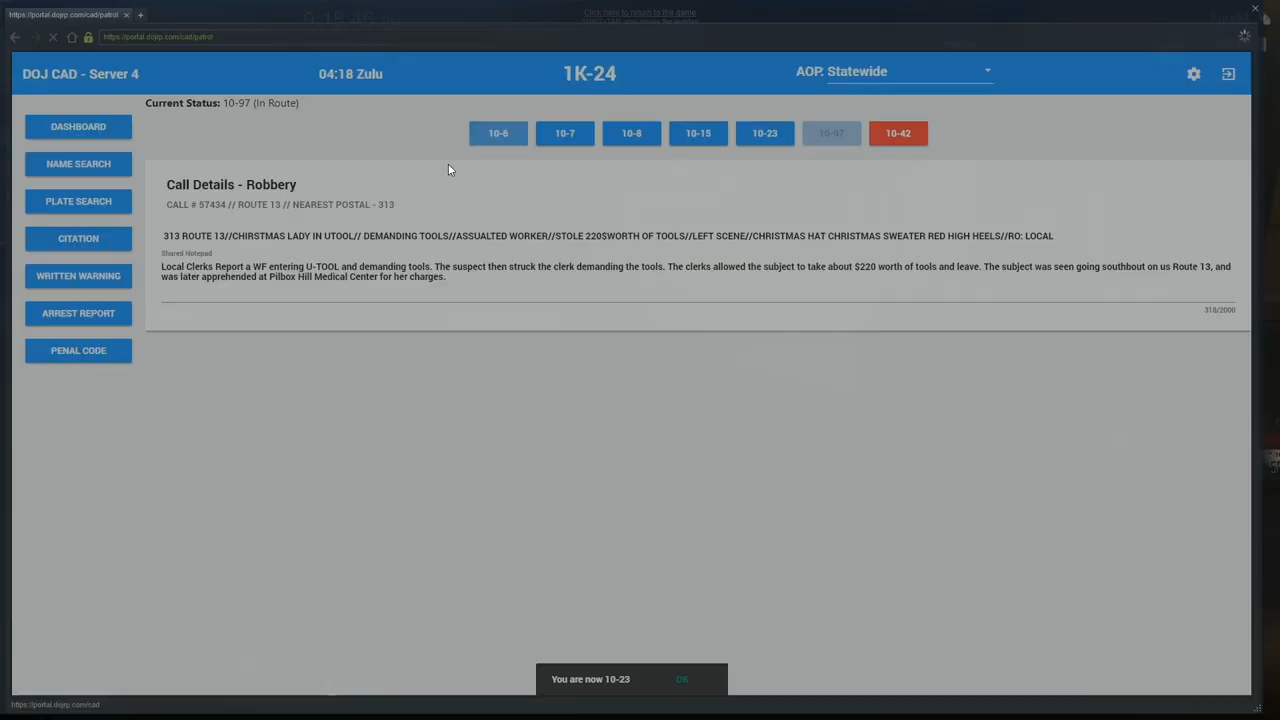 https://portal.dojrp.com/cad/patrol
Click here to return to the game
https://portal.dojrp.com/cad/patrol
DOJ CAD - Server 4
04:18 Zulu
1K-24
AOP: Statewide
Current Status: 10-97 (In Route)
10-6 10-7 10-8 10-15 10-23 10-97 10-42
DASHBOARD
NAME SEARCH
PLATE SEARCH
CITATION
WRITTEN WARNING
ARREST REPORT
PENAL CODE
Call Details - Robbery
CALL # 57434 // ROUTE 13 // NEAREST POSTAL - 313
313 ROUTE 13//CHIRSTMAS LADY IN UTOOL// DEMANDING TOOLS//ASSUALTED WORKER//STOLE 220$WORTH OF TOOLS//LEFT SCENE//CHRISTMAS HAT CHRISTMAS SWEATER RED HIGH HEELS//RO: LOCAL
Shared Notepad
Local Clerks Report a WF entering U-TOOL and demanding tools. The suspect then struck the clerk demanding the tools. The clerks allowed the subject to take about $220 worth of tools and leave. The subject was seen going southbout on us Route 13, and
was later apprehended at Pilbox Hill Medical Center for her charges.
318/2000
You are now 10-23 OK
https://portal.dojrp.com/cad